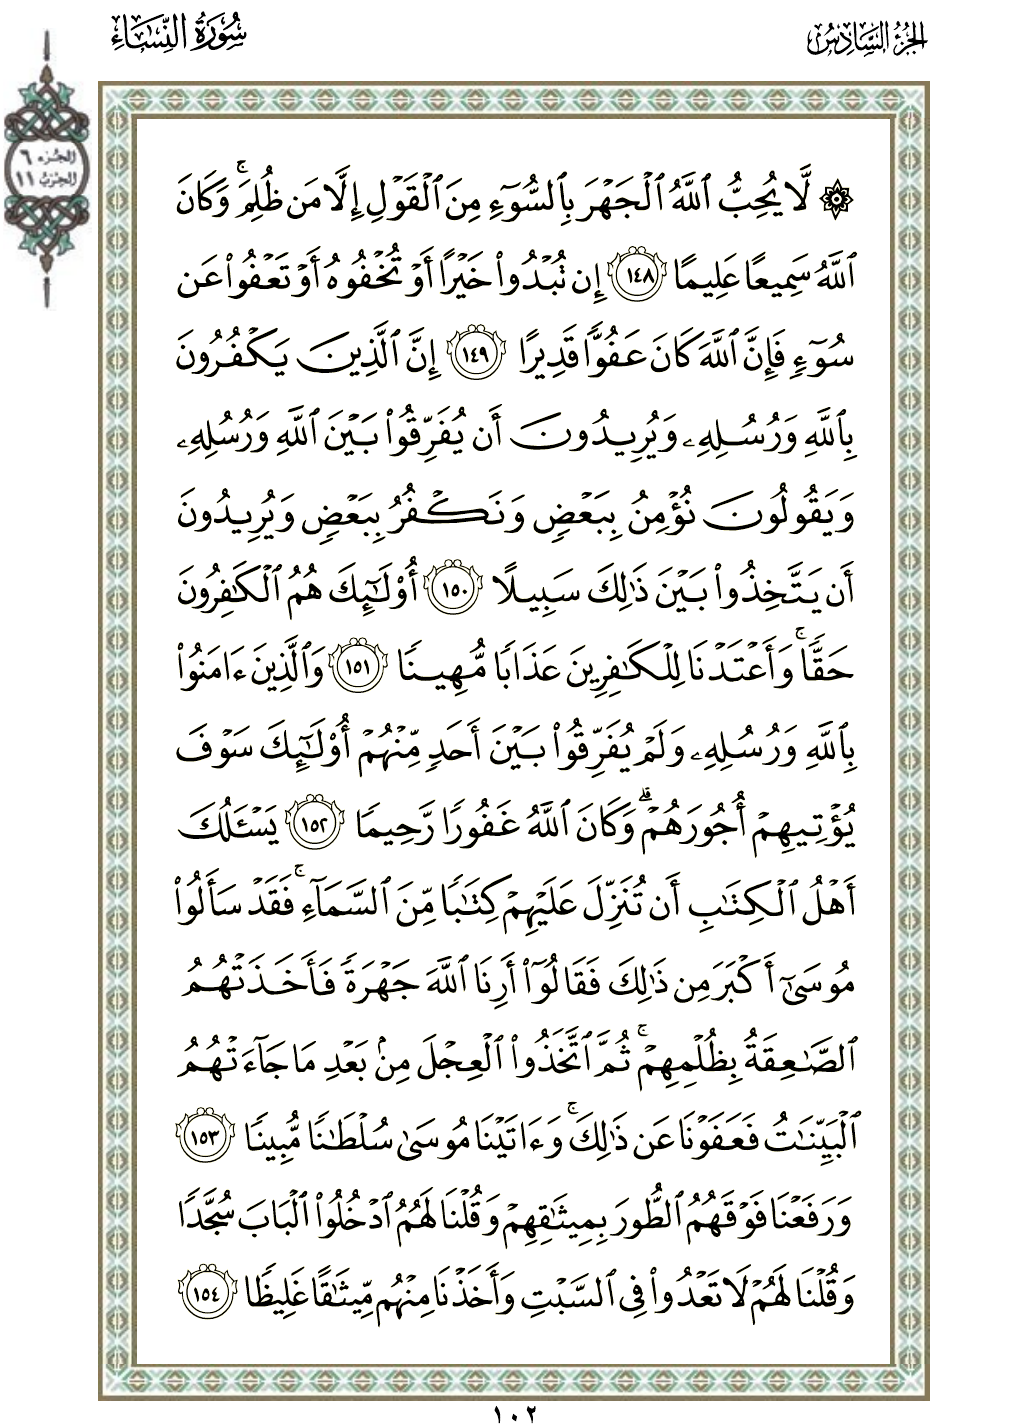 الجزء السادس
سورة النساء
الجزء ٦
الحزب ١١
۞ لَّا يُحِبُّ ٱللَّهُ ٱلْجَهْرَ بِٱلسُّوٓءِ مِنَ ٱلْقَوْلِ إِلَّا مَن ظُلِمَ ۚ وَكَانَ
ٱللَّهُ سَمِيعًا عَلِيمًا ١٤٨ إِن تُبْدُوا۟ خَيْرًا أَوْ تُخْفُوهُ أَوْ تَعْفُوا۟ عَن
سُوٓءٍ فَإِنَّ ٱللَّهَ كَانَ عَفُوًّا قَدِيرًا ١٤٩ إِنَّ ٱلَّذِينَ يَكْفُرُونَ
بِٱللَّهِ وَرُسُلِهِۦ وَيُرِيدُونَ أَن يُفَرِّقُوا۟ بَيْنَ ٱللَّهِ وَرُسُلِهِۦ
وَيَقُولُونَ نُؤْمِنُ بِبَعْضٍ وَنَكْفُرُ بِبَعْضٍ وَيُرِيدُونَ
أَن يَتَّخِذُوا۟ بَيْنَ ذَٰلِكَ سَبِيلًا ١٥٠ أُو۟لَـٰٓئِكَ هُمُ ٱلْكَـٰفِرُونَ
حَقًّا ۚ وَأَعْتَدْنَا لِلْكَـٰفِرِينَ عَذَابًا مُّهِينًا ١٥١ وَٱلَّذِينَ ءَامَنُوا۟
بِٱللَّهِ وَرُسُلِهِۦ وَلَمْ يُفَرِّقُوا۟ بَيْنَ أَحَدٍ مِّنْهُمْ أُو۟لَـٰٓئِكَ سَوْفَ
يُؤْتِيهِمْ أُجُورَهُمْ ۗ وَكَانَ ٱللَّهُ غَفُورًا رَّحِيمًا ١٥٢ يَسْـَٔلُكَ
أَهْلُ ٱلْكِتَـٰبِ أَن تُنَزِّلَ عَلَيْهِمْ كِتَـٰبًا مِّنَ ٱلسَّمَآءِ ۚ فَقَدْ سَأَلُوا۟
مُوسَىٰٓ أَكْبَرَ مِن ذَٰلِكَ فَقَالُوٓا۟ أَرِنَا ٱللَّهَ جَهْرَةً فَأَخَذَتْهُمُ
ٱلصَّـٰعِقَةُ بِظُلْمِهِمْ ۚ ثُمَّ ٱتَّخَذُوا۟ ٱلْعِجْلَ مِنۢ بَعْدِ مَا جَآءَتْهُمُ
ٱلْبَيِّنَـٰتُ فَعَفَوْنَا عَن ذَٰلِكَ ۚ وَءَاتَيْنَا مُوسَىٰ سُلْطَـٰنًا مُّبِينًا ١٥٣
وَرَفَعْنَا فَوْقَهُمُ ٱلطُّورَ بِمِيثَـٰقِهِمْ وَقُلْنَا لَهُمُ ٱدْخُلُوا۟ ٱلْبَابَ سُجَّدًا
وَقُلْنَا لَهُمْ لَا تَعْدُوا۟ فِى ٱلسَّبْتِ وَأَخَذْنَا مِنْهُم مِّيثَـٰقًا غَلِيظًا ١٥٤
١٠٢